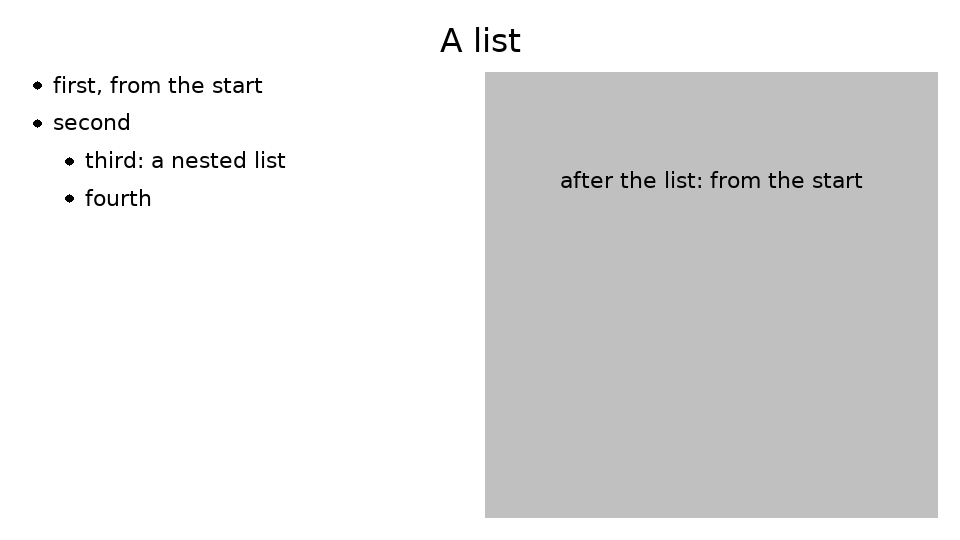 A list
• first, from the start
• second
• third: a nested list
• fourth
after the list: from the start